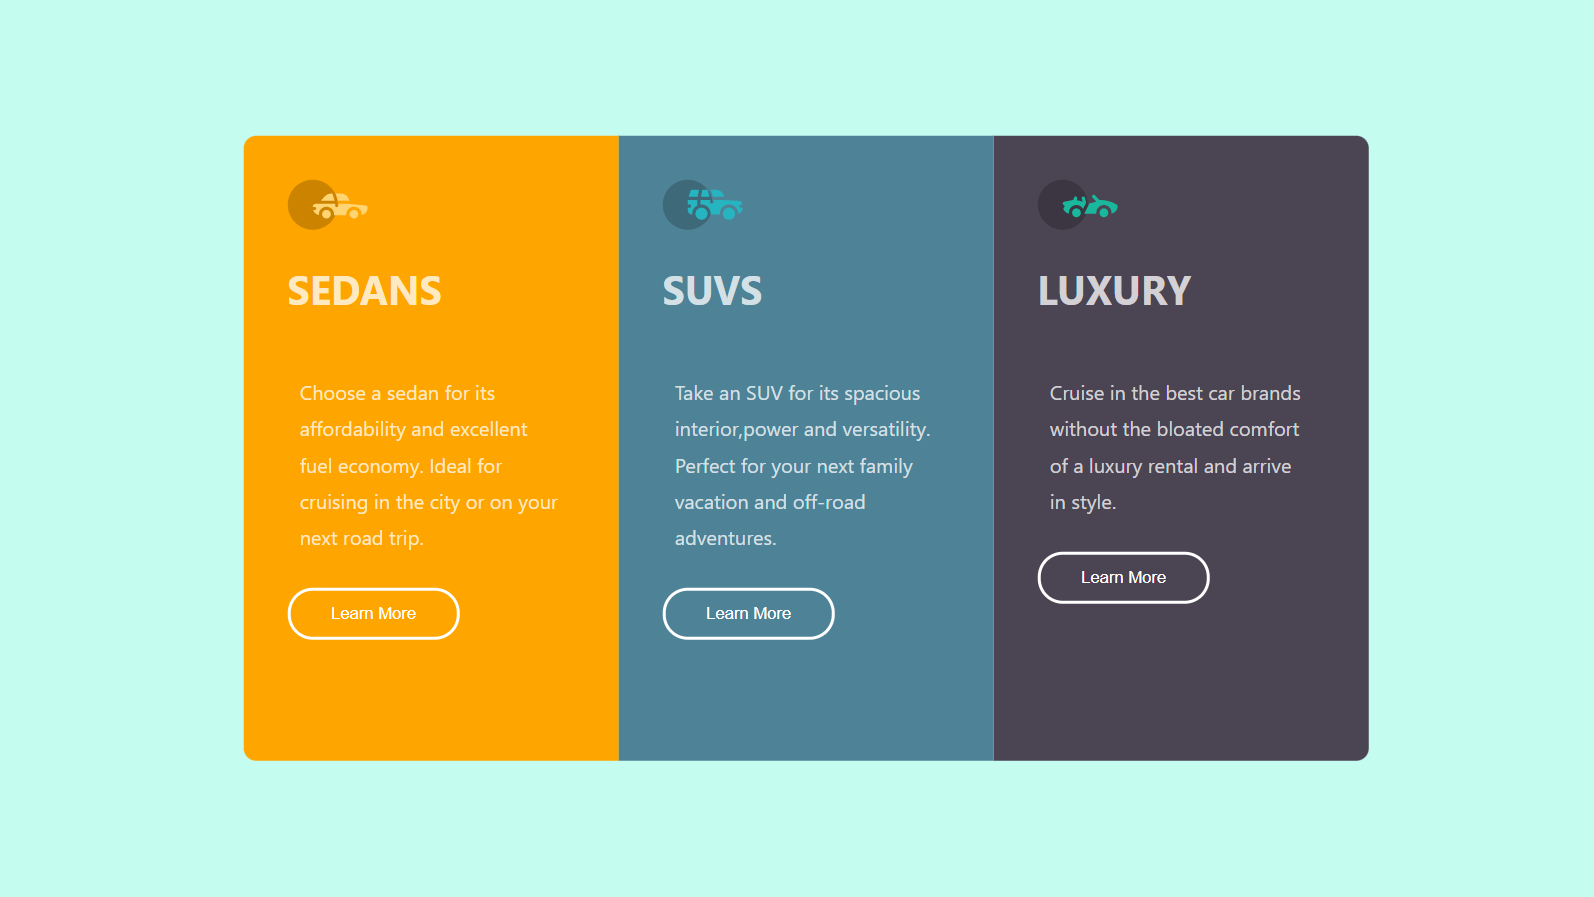 SEDANS
Choose a sedan for its
affordability and excellent
fuel economy. Ideal for
cruising in the city or on your
next road trip.
Learn More
SUVS
Take an SUV for its spacious
interior,power and versatility.
Perfect for your next family
vacation and off-road
adventures.
Learn More
LUXURY
Cruise in the best car brands
without the bloated comfort
of a luxury rental and arrive
in style.
Learn More